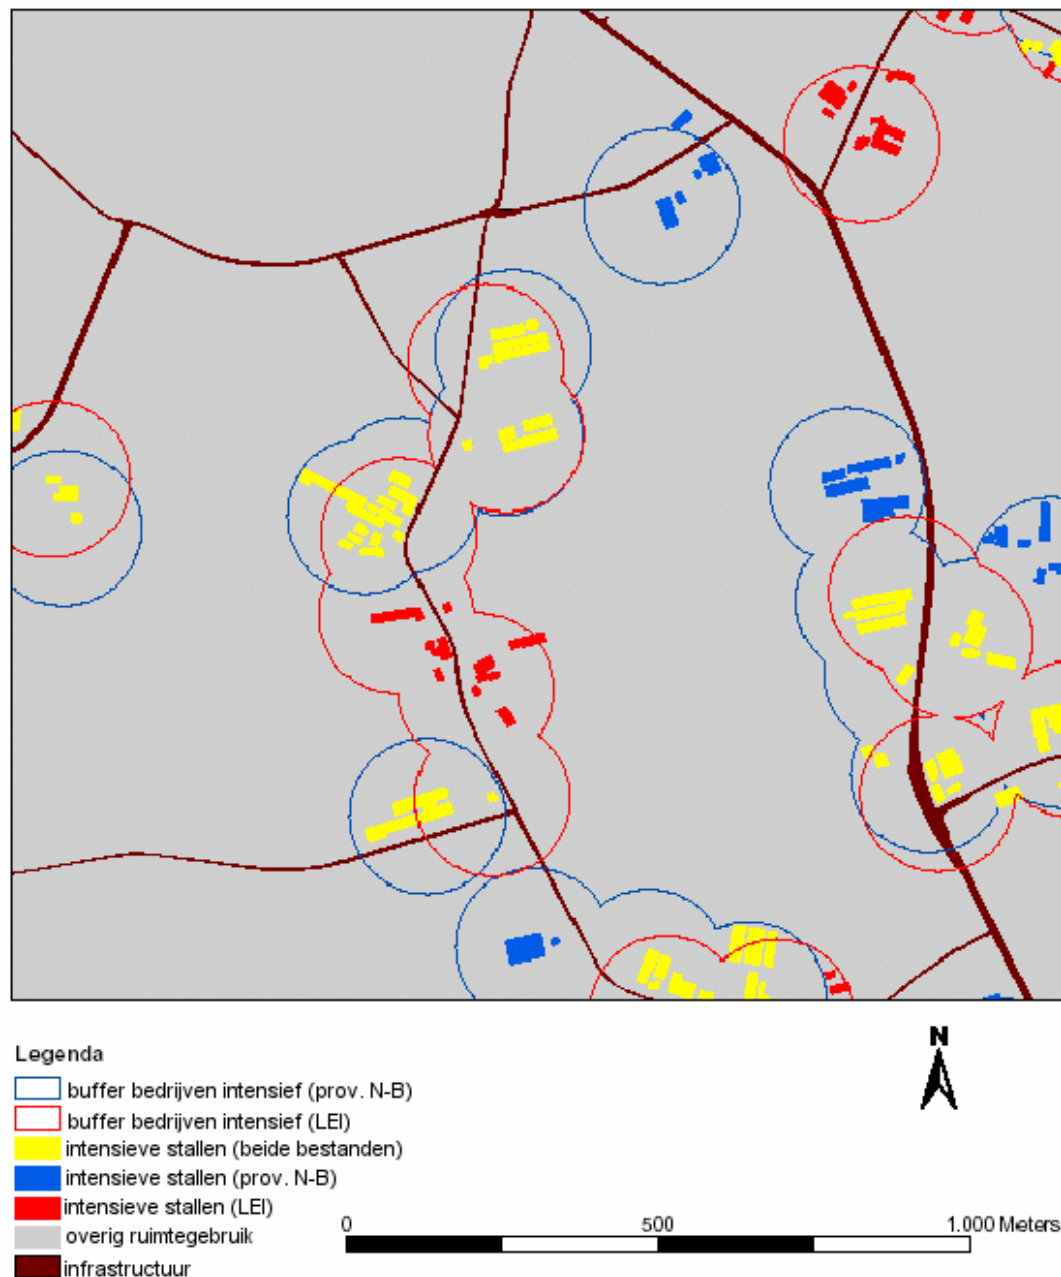 Legenda
buffer bedrijven intensief (prov. N-B)
buffer bedrijven intensief (LEI)
intensieve stallen (beide bestanden)
intensieve stallen (prov. N-B)
intensieve stallen (LEI)
overig ruimtegebruik
infrastructuur
N
0 500 1.000 Meters